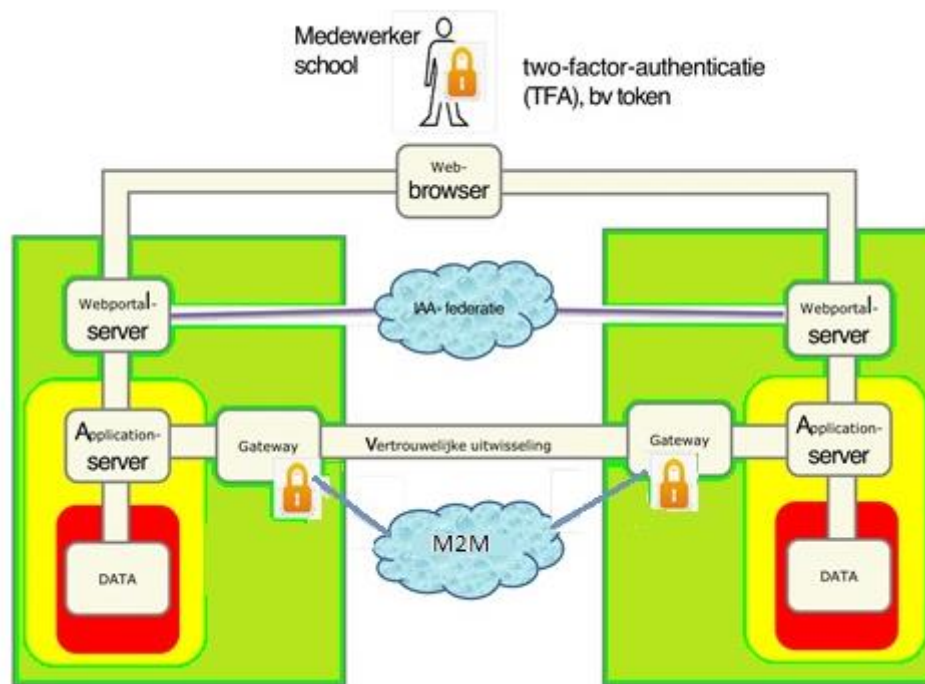 Medewerker
school
two-factor-authenticatie
(TFA), bv token
Web-
browser
Webportal-
server
IAA- federatie
Webportal-
server
Application-
server
Gateway
Vertrouwelijke uitwisseling
Gateway
Application-
server
M2M
DATA
DATA